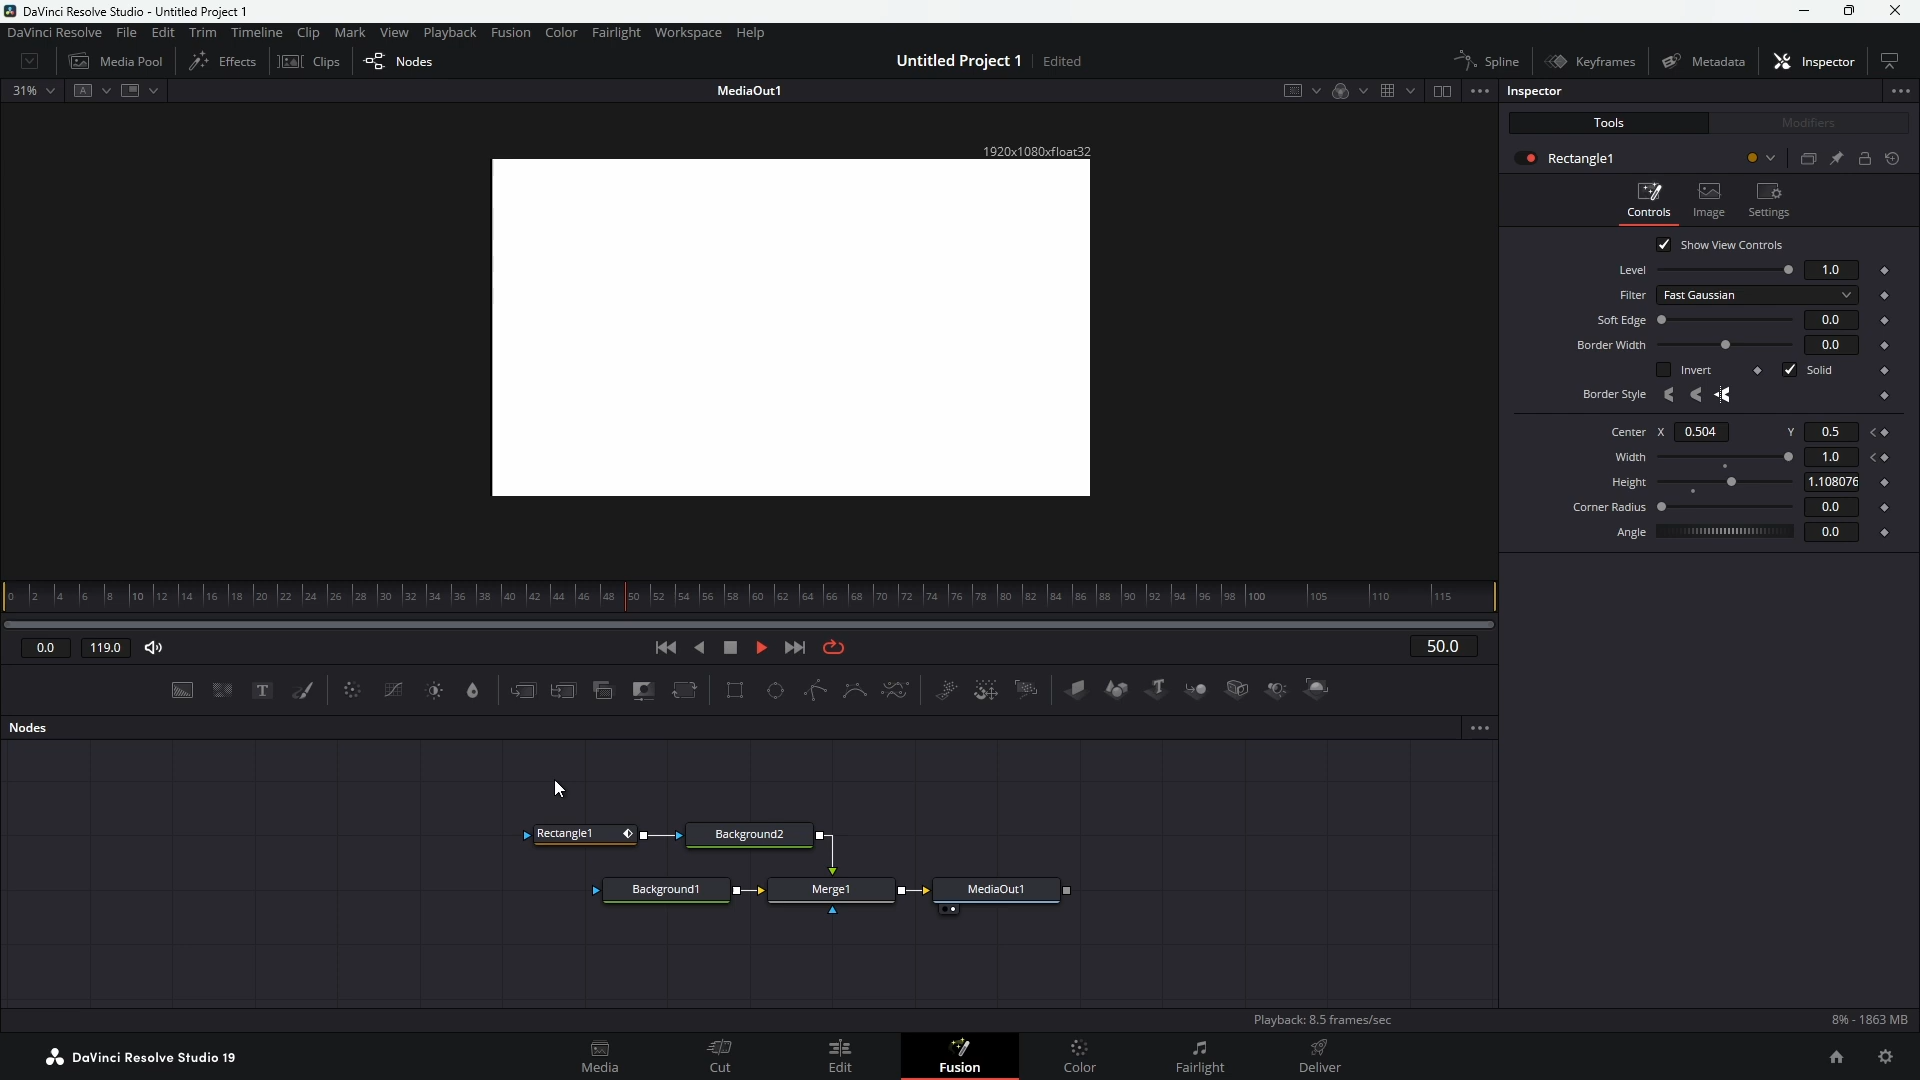 DaVinci Resolve Studio - Untitled Project 1
DaVinci Resolve File Edit Trim Timeline Clip Mark View Playback Fusion Color Fairlight Workspace Help
Media Pool Effects Clips Nodes Untitled Project 1 Edited Spline Keyframes Metadata Inspector
31% A MediaOut1 Inspector
Tools Modifiers
1920x1080xfloat32
Rectangle1
Controls Image Settings
Show View Controls
Level 1.0
Filter Fast Gaussian
Soft Edge 0.0
Border Width 0.0
Invert Solid
Border Style
Center X 0.504 Y 0.5
Width 1.0
Height 1.108076
Corner Radius 0.0
Angle 0.0
0 2 4 6 8 10 12 14 16 18 20 22 24 26 28 30 32 34 36 38 40 42 44 46 48 50 52 54 56 58 60 62 64 66 68 70 72 74 76 78 80 82 84 86 88 90 92 94 96 98 100 105 110 115
0.0 119.0 50.0
T
Nodes
Rectangle1 Background2
Background1 Merge1 MediaOut1
Playback: 8.5 frames/sec 8% - 1863 MB
DaVinci Resolve Studio 19 Media Cut Edit Fusion Color Fairlight Deliver